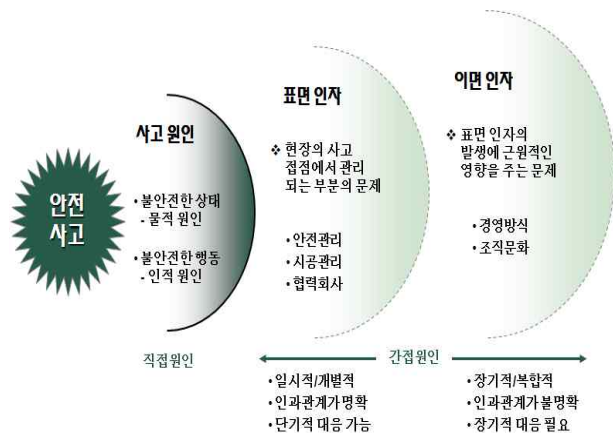 안전
사고
사고 원인
• 불안전한 상태
- 물적 원인
• 불안전한 행동
- 인적 원인
표면 인자
❖ 현장의 사고
접점에서 관리
되는 부분의 문제
• 안전관리
• 시공관리
• 협력회사
이면 인자
❖ 표면 인자의
발생에 근원적인
영향을 주는 문제
• 경영방식
• 조직문화
직접원인
간접원인
• 일시적/개별적
• 인과관계가 명확
• 단기적 대응 가능
• 장기적/복합적
• 인과관계가 불명확
• 장기적 대응 필요